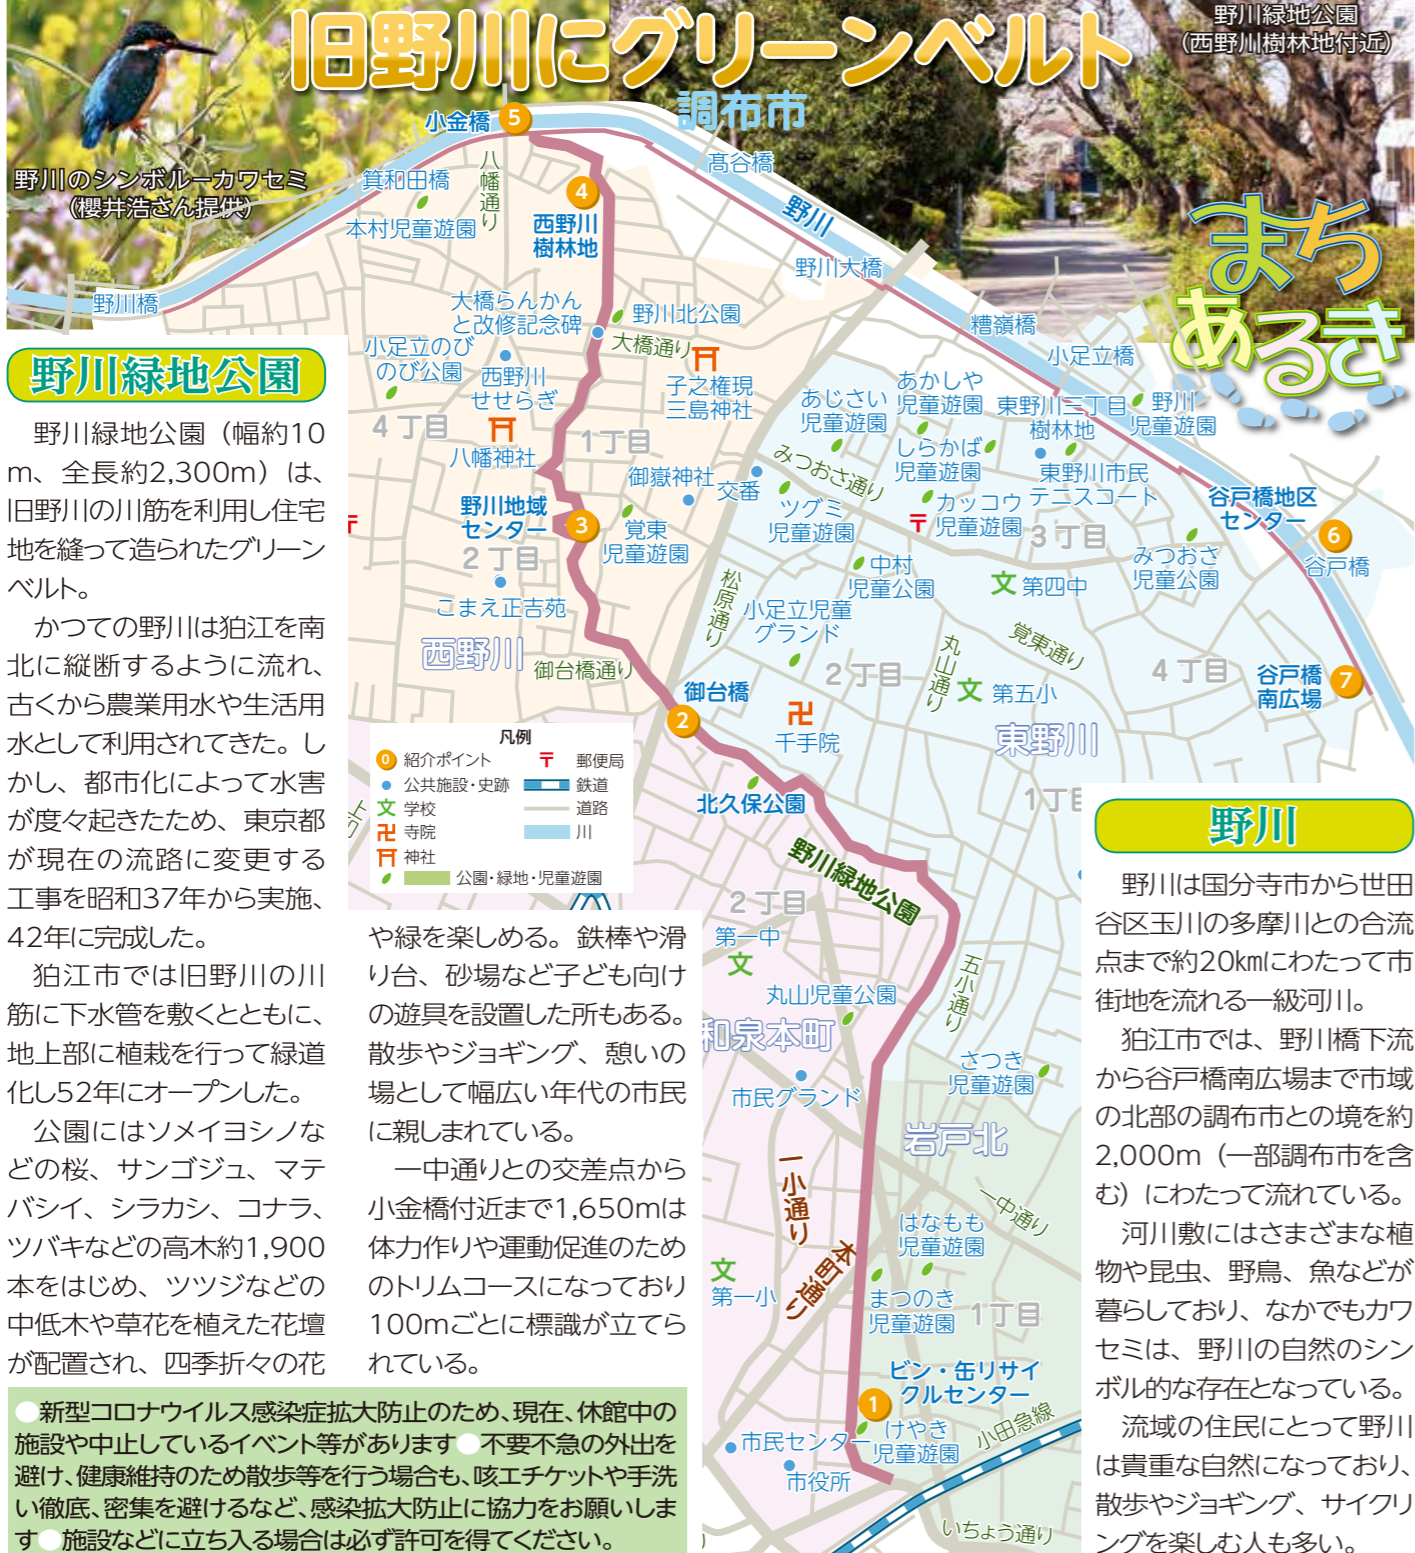 旧野川にグリーンベルト
野川緑地公園
（西野川樹林地付近）
野川のシンボルーカワセミ
（櫻井浩さん提供）
まち
あるき
調布市
小金橋
5
八幡通り
箕和田橋
本村児童遊園
4
西野川
樹林地
髙谷橋
野川
野川大橋
野川橋
糟嶺橋
小足立橋
大橋らんかん
と改修記念碑
野川北公園
大橋通り
小足立のび
のび公園
西野川
せせらぎ
子之権現
三島神社
4丁目
八幡神社
1丁目
あじさい
児童遊園
あかしや
児童遊園
東野川三丁目
樹林地
野川
児童遊園
しらかば
児童遊園
みつおさ通り
東野川市民
テニスコート
御嶽神社
交番
ツグミ
児童遊園
カッコウ
児童遊園
谷戸橋地区
センター
6
谷戸橋
野川地域
センター
3
覚東
児童遊園
2丁目
こまえ正吉苑
3丁目
みつおさ
児童公園
中村
児童公園
文 第四中
松原通り
小足立児童
グランド
西野川
御台橋通り
2丁目
丸山通り
覚東通り
文 第五小
4丁目
谷戸橋
南広場
7
御台橋
2
千手院
東野川
1丁目
北久保公園
野川緑地公園
2丁目
第一中
文
丸山児童公園
和泉本町
五小通り
市民グランド
さつき
児童遊園
岩戸北
一小通り
本町通り
一中通り
はなもも
児童遊園
文
第一小
まつのき
児童遊園
1丁目
ビン・缶リサイ
クルセンター
1
けやき
児童遊園
小田急線
市民センター
市役所
いちょう通り
凡例
0 紹介ポイント
〒 郵便局
公共施設・史跡
鉄道
文 学校
道路
卍 寺院
川
神社
公園・緑地・児童遊園
野川緑地公園
　野川緑地公園（幅約10
m、全長約2,300m）は、
旧野川の川筋を利用し住宅
地を縫って造られたグリーン
ベルト。
　かつての野川は狛江を南
北に縦断するように流れ、
古くから農業用水や生活用
水として利用されてきた。し
かし、都市化によって水害
が度々起きたため、東京都
が現在の流路に変更する
工事を昭和37年から実施、
42年に完成した。
　狛江市では旧野川の川
筋に下水管を敷くとともに、
地上部に植栽を行って緑道
化し52年にオープンした。
　公園にはソメイヨシノな
どの桜、サンゴジュ、マテ
バシイ、シラカシ、コナラ、
ツバキなどの高木約1,900
本をはじめ、ツツジなどの
中低木や草花を植えた花壇
が配置され、四季折々の花
や緑を楽しめる。鉄棒や滑
り台、砂場など子ども向け
の遊具を設置した所もある。
散歩やジョギング、憩いの
場として幅広い年代の市民
に親しまれている。
　一中通りとの交差点から
小金橋付近まで1,650mは
体力作りや運動促進のため
のトリムコースになっており
100mごとに標識が立てら
れている。
野川
　野川は国分寺市から世田
谷区玉川の多摩川との合流
点まで約20㎞にわたって市
街地を流れる一級河川。
　狛江市では、野川橋下流
から谷戸橋南広場まで市域
の北部の調布市との境を約
2,000m（一部調布市を含
む）にわたって流れている。
　河川敷にはさまざまな植
物や昆虫、野鳥、魚などが
暮らしており、なかでもカワ
セミは、野川の自然のシン
ボル的な存在となっている。
　流域の住民にとって野川
は貴重な自然になっており、
散歩やジョギング、サイクリ
ングを楽しむ人も多い。
●新型コロナウイルス感染症拡大防止のため、現在、休館中の
施設や中止しているイベント等があります●不要不急の外出を
避け、健康維持のため散歩等を行う場合も、咳エチケットや手洗
い徹底、密集を避けるなど、感染拡大防止に協力をお願いしま
す●施設などに立ち入る場合は必ず許可を得てください。